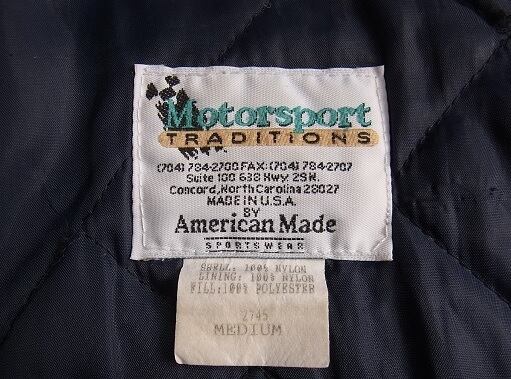 Motorsport
TRADITIONS
(704) 784-2700 FAX: (704) 784-2707
Suite 100 638 Hwy. 29 N.
Concord, North Carolina 28027
MADE IN U.S.A.
BY
American Made
SPORTSWEAR
SHELL: 100% NYLON
LINING: 100% NYLON
FILL:100% POLYESTER
2745
MEDIUM